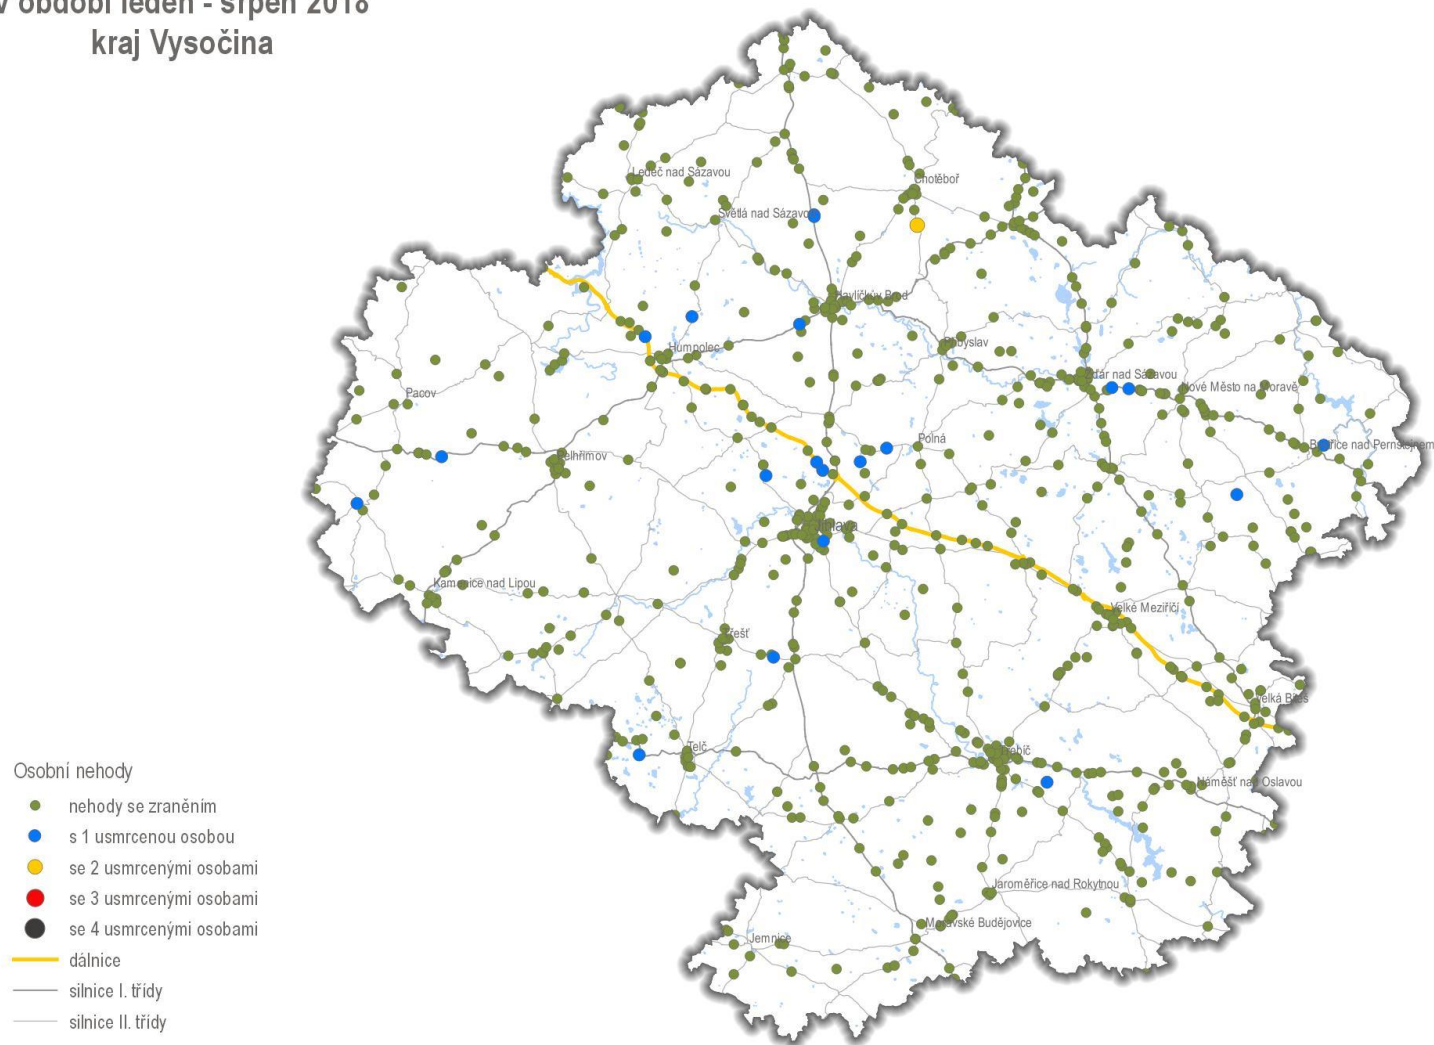 v období leden - srpen 2018
kraj Vysočina
Ledeč nad Sázavou
Chotěboř
Světlá nad Sázavou
Havlíčkův Brod
Humpolec
Přibyslav
Žďár nad Sázavou
Nové Město na Moravě
Pacov
Polná
Bystřice nad Pernštejnem
Pelhřimov
Jihlava
Kamenice nad Lipou
Velké Meziříčí
Třešť
Velká Bíteš
Telč
Třebíč
Náměšť nad Oslavou
Jaroměřice nad Rokytnou
Moravské Budějovice
Jemnice
Osobní nehody
nehody se zraněním
s 1 usmrcenou osobou
se 2 usmrcenými osobami
se 3 usmrcenými osobami
se 4 usmrcenými osobami
dálnice
silnice I. třídy
silnice II. třídy